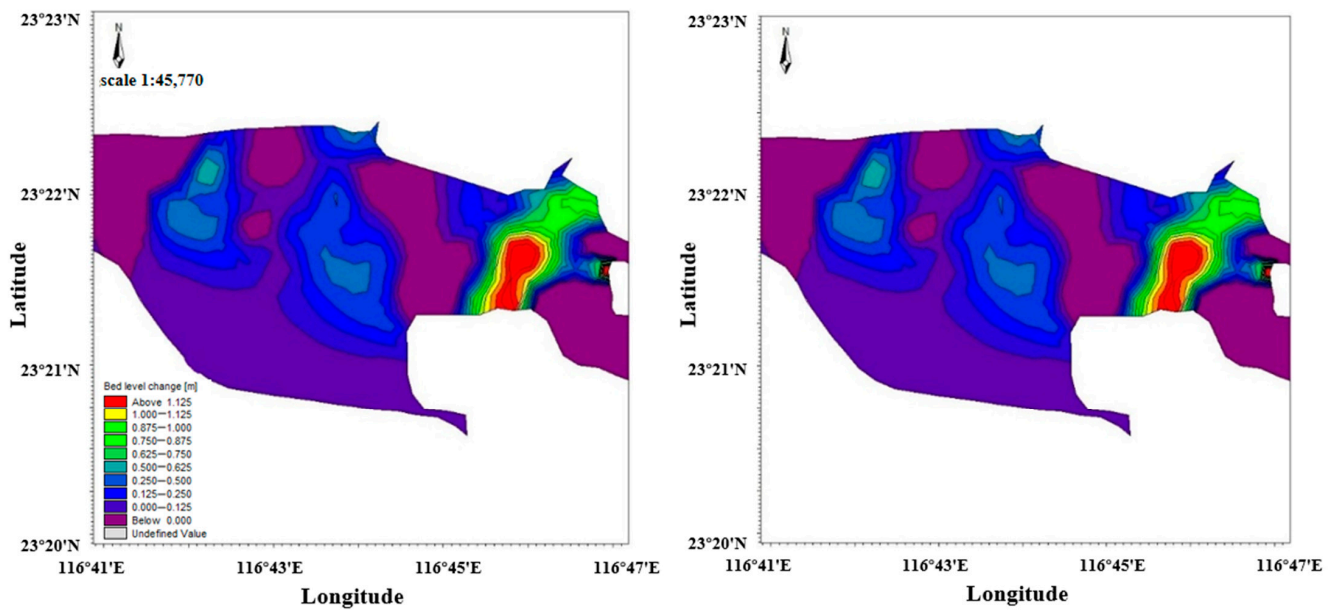 23°23'N
N
scale 1:45,770
23°22'N
Latitude
23°21'N
Bed level change [m]
Above 1.125
1.000—1.125
0.875—1.000
0.750—0.875
0.625—0.750
0.500—0.625
0.250—0.500
0.125—0.250
0.000—0.125
Below 0.000
Undefined Value
23°20'N
116°41'E 116°43'E 116°45'E 116°47'E
Longitude
23°23'N
N
23°22'N
Latitude
23°21'N
23°20'N
116°41'E 116°43'E 116°45'E 116°47'E
Longitude